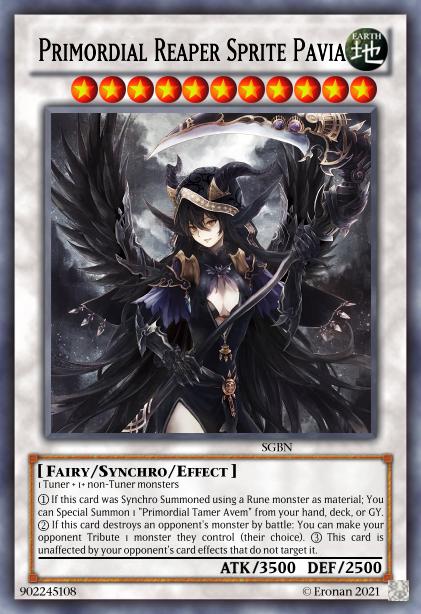 PRIMORDIAL REAPER SPRITE PAVIA
EARTH
地
SGBN
[ FAIRY/SYNCHRO/EFFECT ]
1 Tuner + 1+ non-Tuner monsters
① If this card was Synchro Summoned using a Rune monster as material; You
can Special Summon 1 "Primordial Tamer Avem" from your hand, deck, or GY.
② If this card destroys an opponent's monster by battle: You can make your
opponent Tribute 1 monster they control (their choice). ③ This card is
unaffected by your opponent's card effects that do not target it.
ATK/3500 DEF/2500
902245108
© Eronan 2021